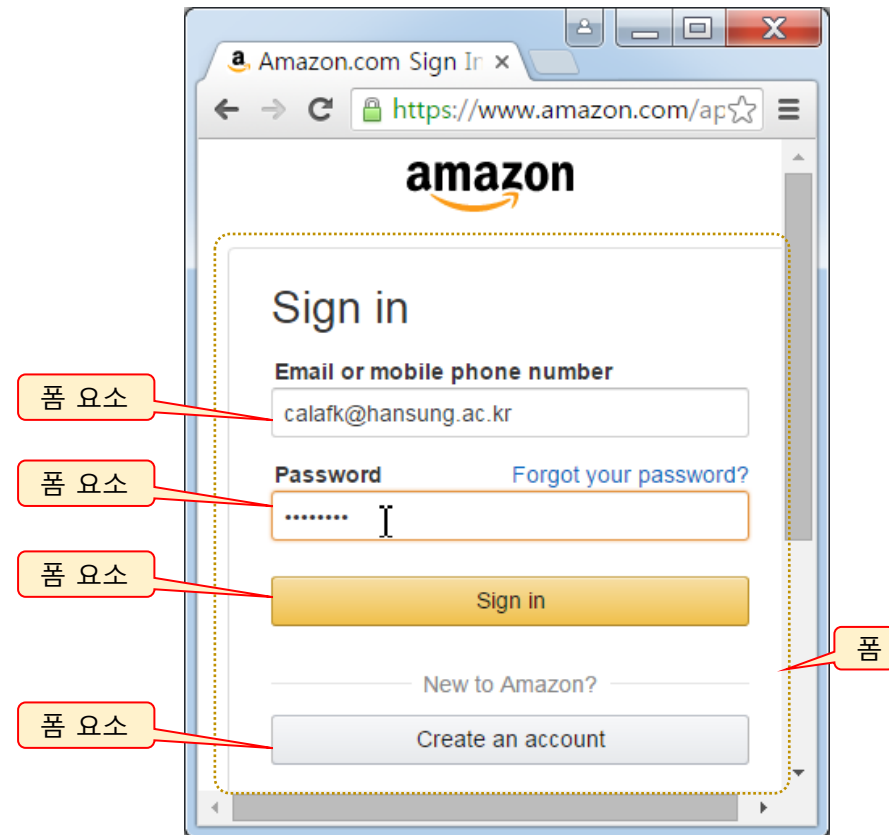 Amazon.com Sign In
https://www.amazon.com/ap
amazon
Sign in
Email or mobile phone number
폼 요소
calafk@hansung.ac.kr
Password Forgot your password?
폼 요소
••••••••
폼 요소
Sign in
폼
New to Amazon?
폼 요소
Create an account